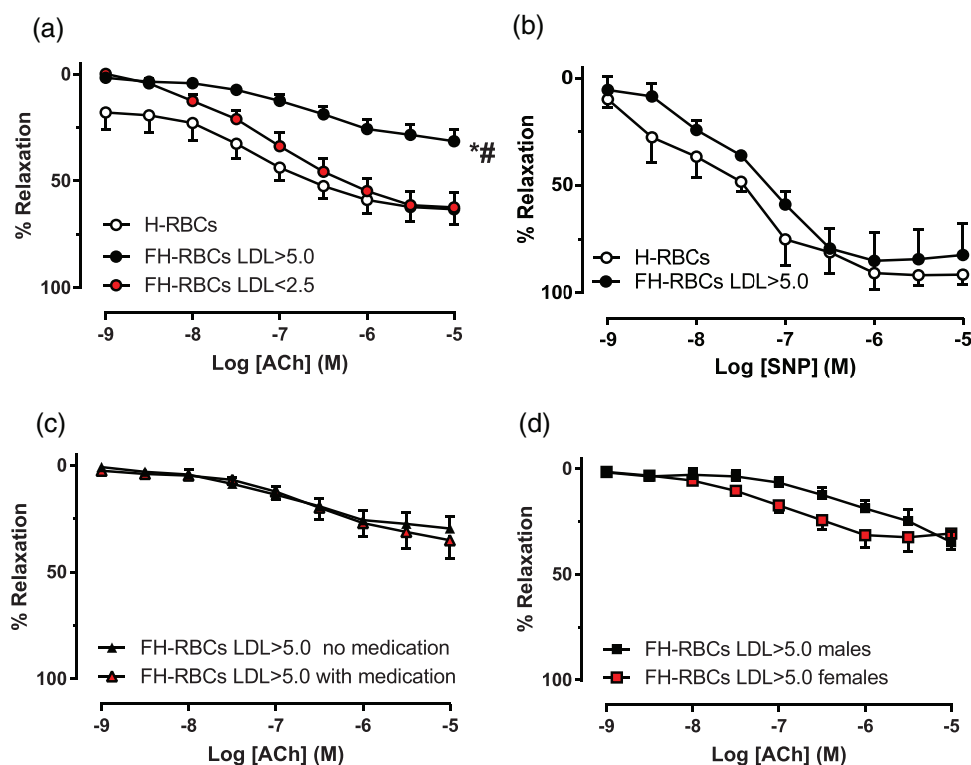 (a)
0
50
100
% Relaxation
*#
H-RBCs
FH-RBCs LDL>5.0
FH-RBCs LDL<2.5
-9 -8 -7 -6 -5
Log [ACh] (M)
(b)
0
50
100
% Relaxation
H-RBCs
FH-RBCs LDL>5.0
-9 -8 -7 -6 -5
Log [SNP] (M)
(c)
0
50
100
% Relaxation
FH-RBCs LDL>5.0 no medication
FH-RBCs LDL>5.0 with medication
-9 -8 -7 -6 -5
Log [ACh] (M)
(d)
0
50
100
% Relaxation
FH-RBCs LDL>5.0 males
FH-RBCs LDL>5.0 females
-9 -8 -7 -6 -5
Log [ACh] (M)